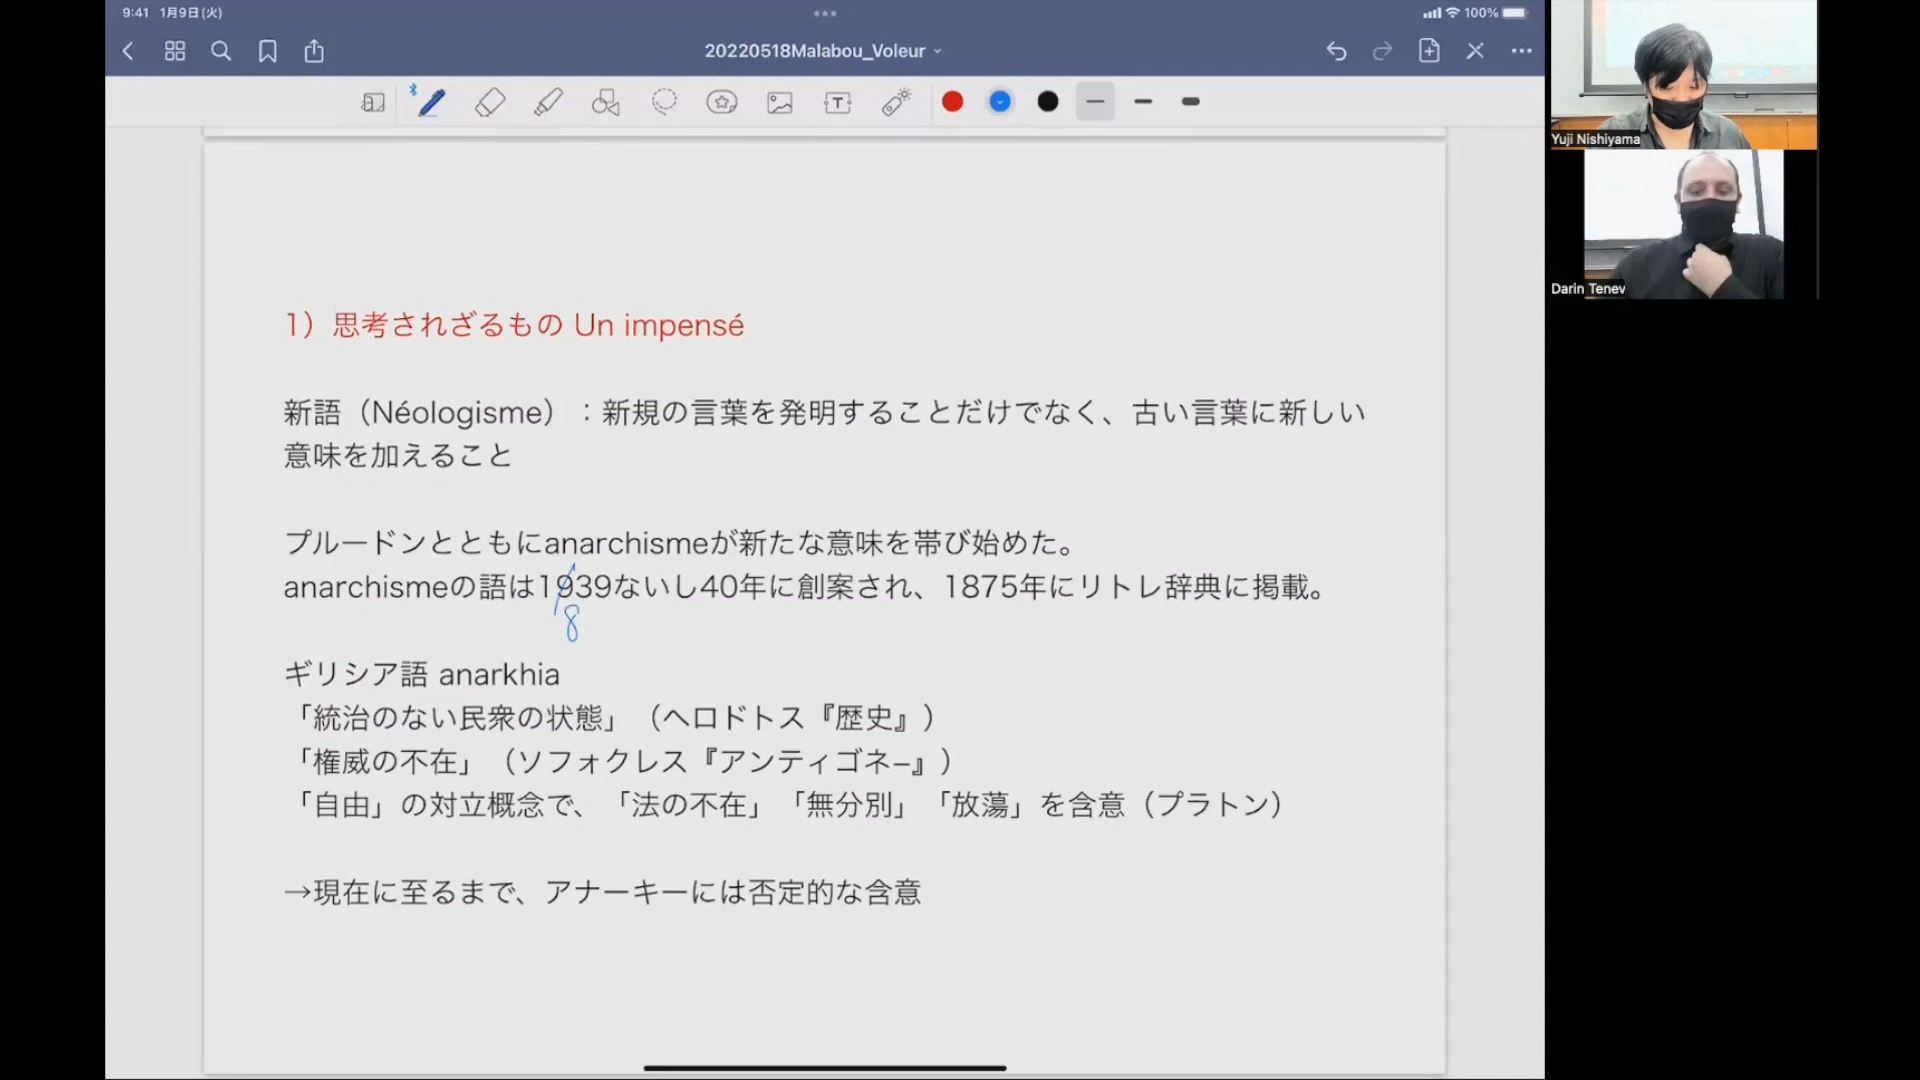 9:41 1月9日(火)
100%
20220518Malabou_Voleur
T
Yuji Nishiyama
Darin Tenev
1）思考されざるもの Un impensé
新語（Néologisme）：新規の言葉を発明することだけでなく、古い言葉に新しい
意味を加えること
プルードンとともにanarchismeが新たな意味を帯び始めた。
anarchismeの語は1939ないし40年に創案され、1875年にリトレ辞典に掲載。
8
ギリシア語 anarkhia
「統治のない民衆の状態」（ヘロドトス『歴史』）
「権威の不在」（ソフォクレス『アンティゴネ–』）
「自由」の対立概念で、「法の不在」「無分別」「放蕩」を含意（プラトン）
→現在に至るまで、アナーキーには否定的な含意